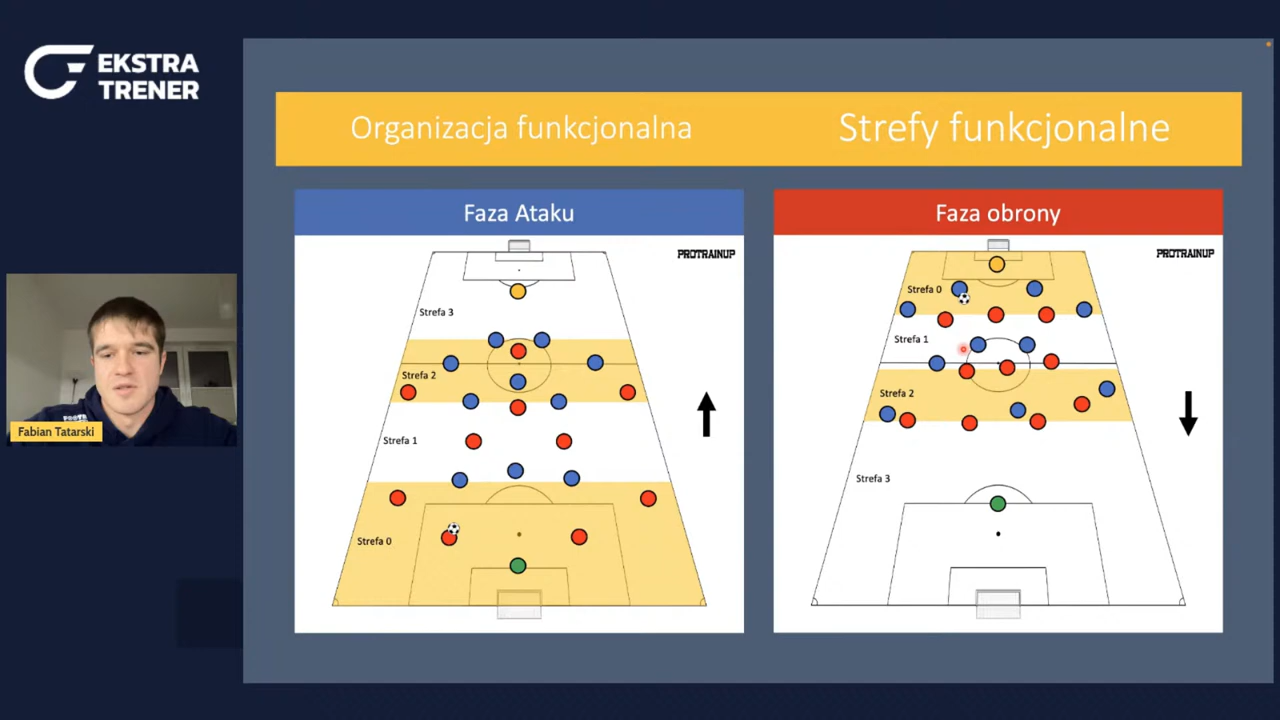 EKSTRA
TRENER
Organizacja funkcjonalna
Strefy funkcjonalne
Faza Ataku
Faza obrony
PROTRAINUP
Strefa 3
Strefa 2
Strefa 1
Strefa 0
PROTRAINUP
Strefa 0
Strefa 1
Strefa 2
Strefa 3
Fabian Tatarski